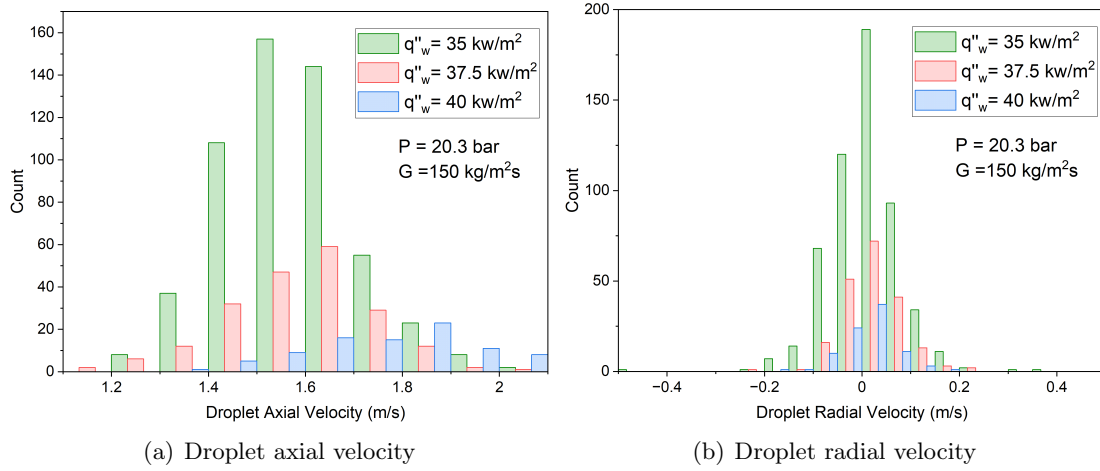 160
140
120
100
80
60
40
20
0
Count
q"w= 35 kw/m²
q"w= 37.5 kw/m²
q"w= 40 kw/m²
P = 20.3 bar
G =150 kg/m²s
1.2 1.4 1.6 1.8 2
Droplet Axial Velocity (m/s)
(a) Droplet axial velocity
200
150
100
50
0
Count
q"w= 35 kw/m²
q"w= 37.5 kw/m²
q"w= 40 kw/m²
P = 20.3 bar
G =150 kg/m²s
−0.4 −0.2 0 0.2 0.4
Droplet Radial Velocity (m/s)
(b) Droplet radial velocity